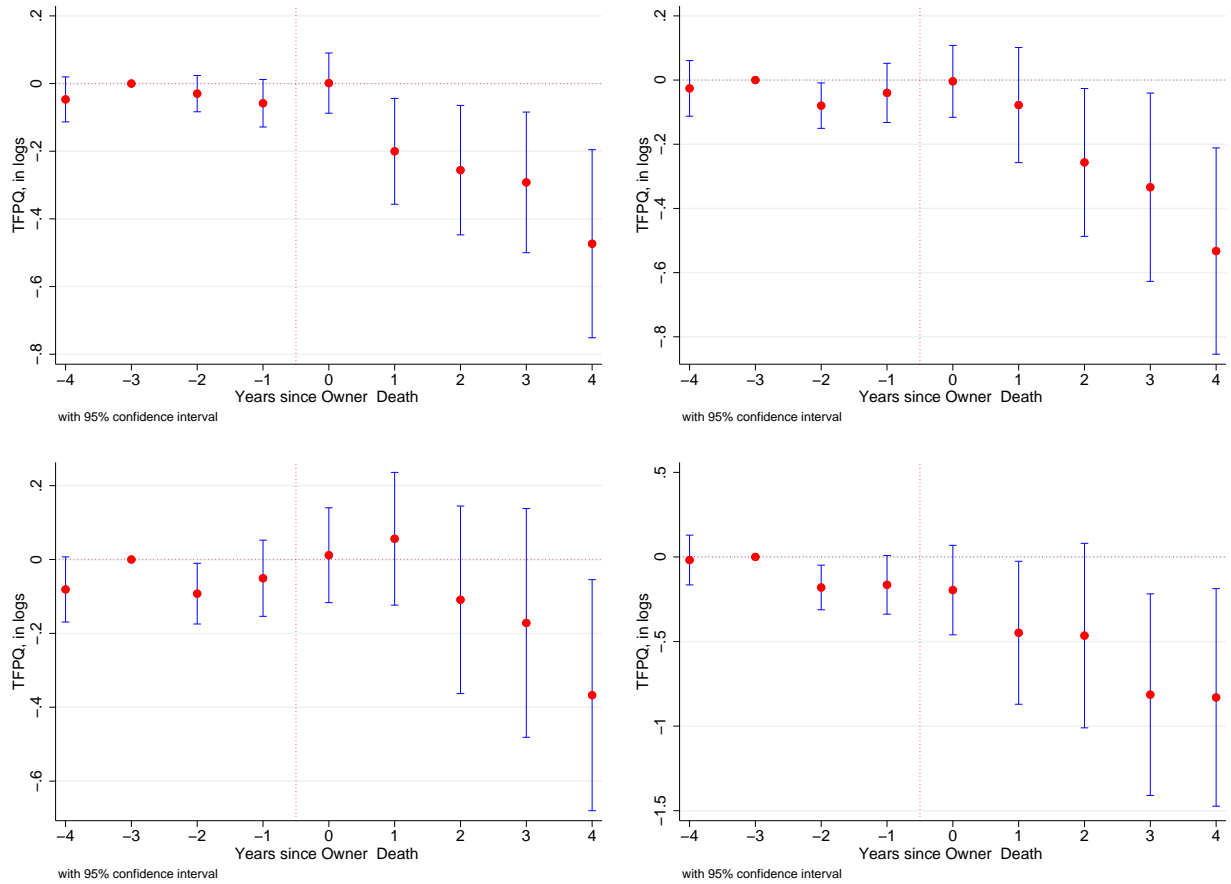 TFPQ, in logs
.2
0
-.2
-.4
-.6
-.8
-4 -3 -2 -1 0 1 2 3 4
Years since Owner Death
with 95% confidence interval
TFPQ, in logs
.2
0
-.2
-.4
-.6
-.8
-4 -3 -2 -1 0 1 2 3 4
Years since Owner Death
with 95% confidence interval
TFPQ, in logs
.2
0
-.2
-.4
-.6
-4 -3 -2 -1 0 1 2 3 4
Years since Owner Death
with 95% confidence interval
TFPQ, in logs
.5
0
-.5
-1
-1.5
-4 -3 -2 -1 0 1 2 3 4
Years since Owner Death
with 95% confidence interval